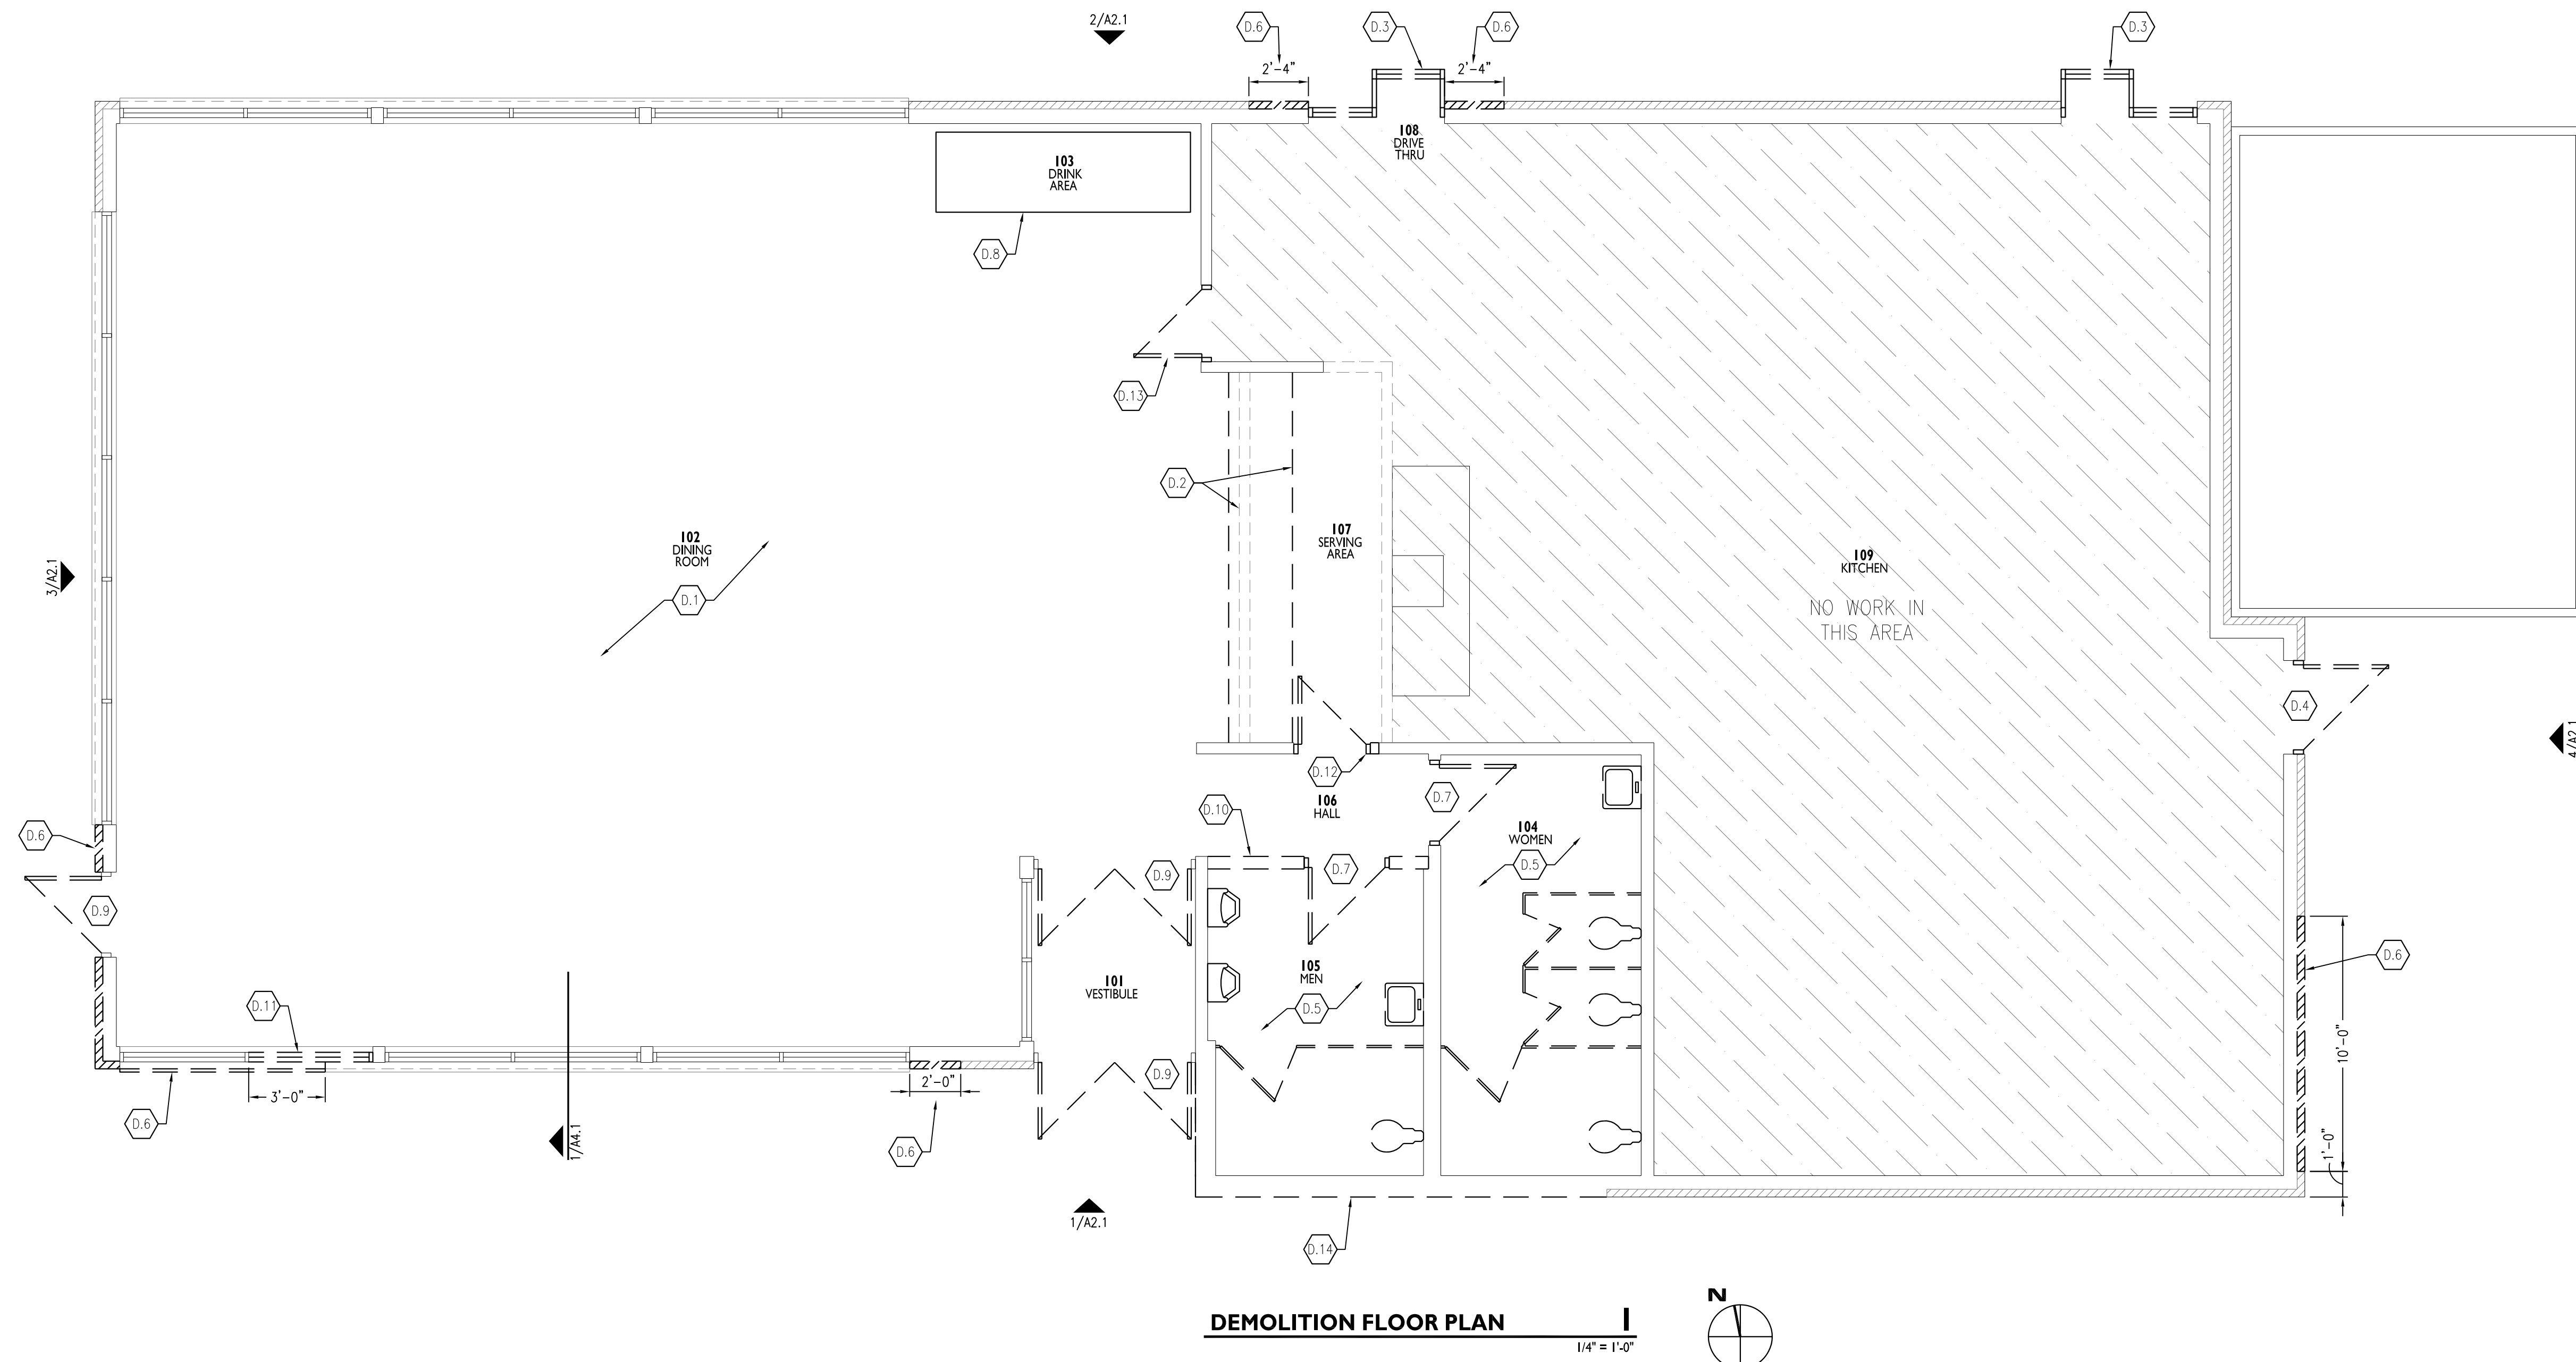 2/A2.1
D.6
D.3
D.6
D.3
2'-4"
2'-4"
108
DRIVE
THRU
103
DRINK
AREA
D.8
D.13
D.2
102
DINING
ROOM
107
SERVING
AREA
109
KITCHEN
NO WORK IN
THIS AREA
3/A2.1
D.1
D.4
4/A2.1
D.12
D.7
D.10
106
HALL
104
WOMEN
D.6
D.9
D.7
D.5
D.9
D.6
105
MEN
101
VESTIBULE
D.11
D.5
10'-0"
D.9
2'-0"
3'-0"
D.6
1/A4.1
D.6
1'-0"
1/A2.1
D.14
N
DEMOLITION FLOOR PLAN 1
1/4" = 1'-0"